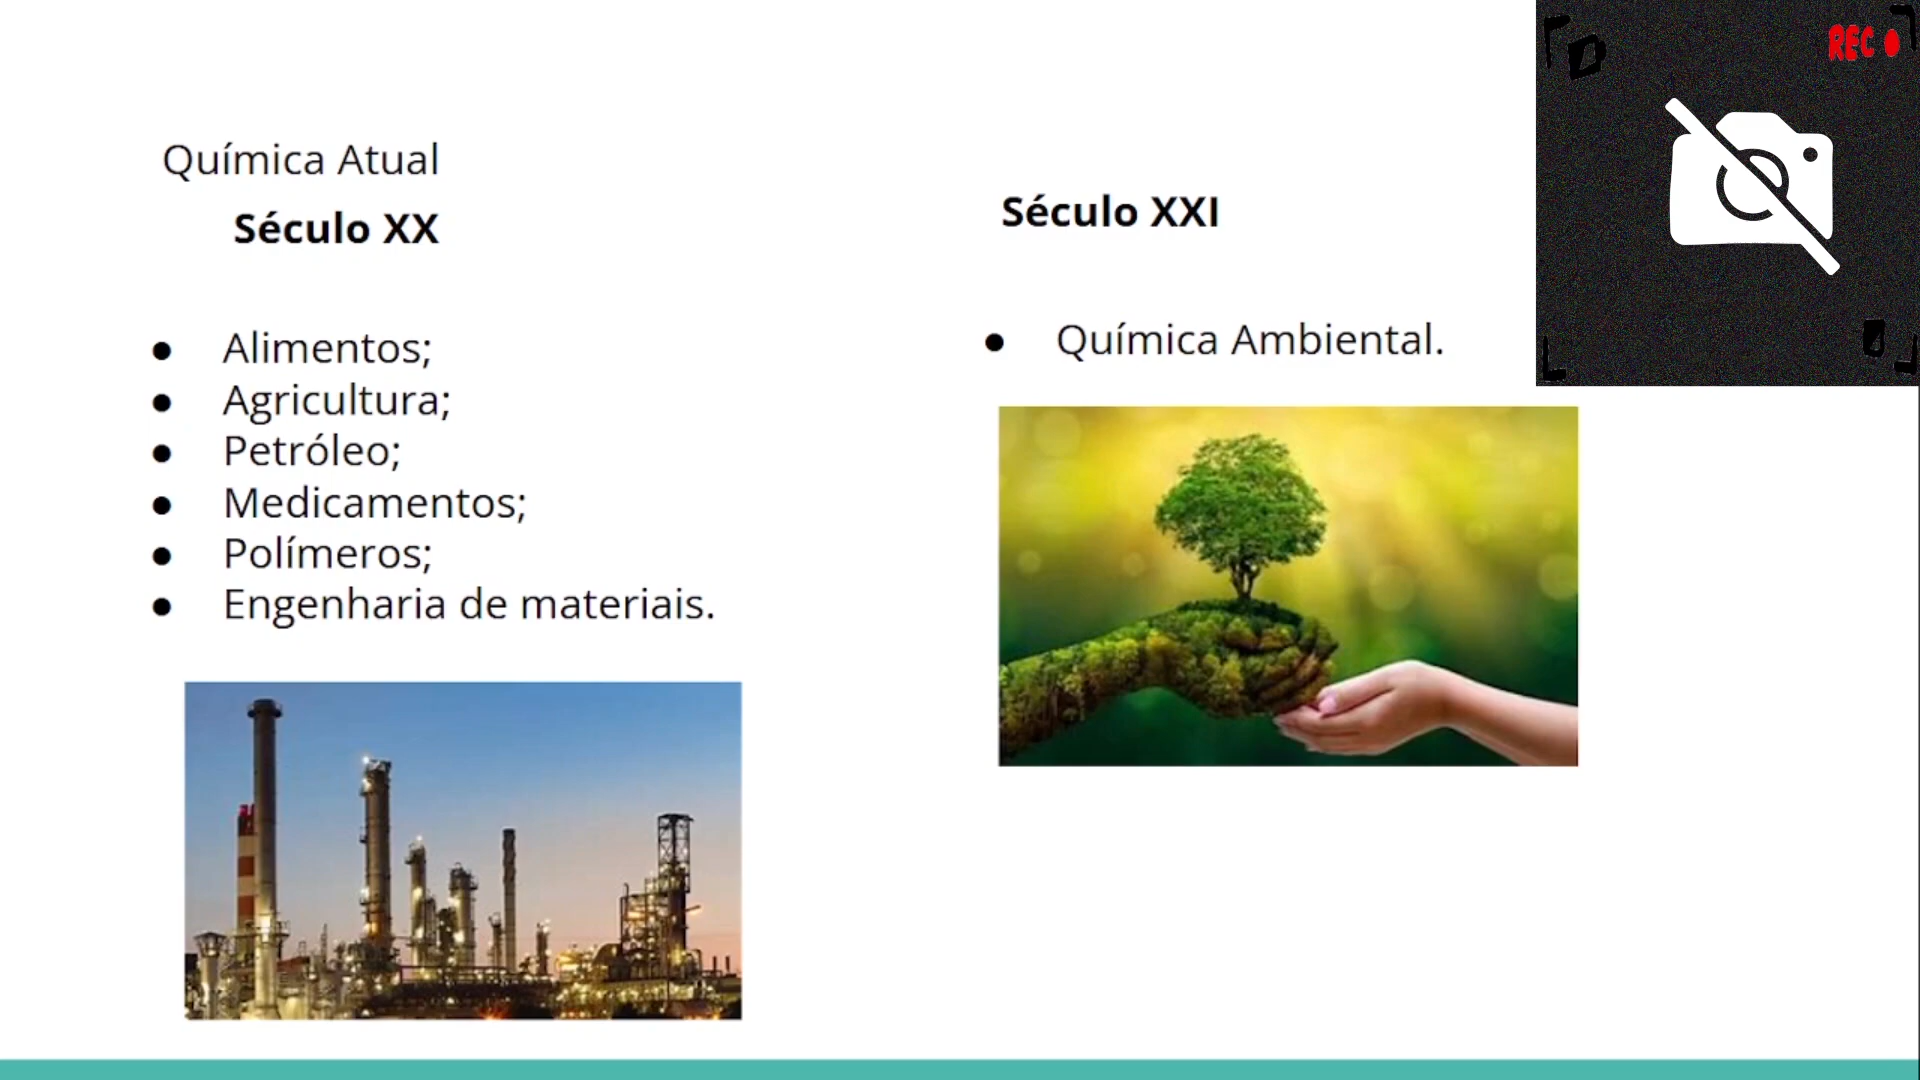 Química Atual
Século XX
Alimentos;
Agricultura;
Petróleo;
Medicamentos;
Polímeros;
Engenharia de materiais.
Século XXI
Química Ambiental.
REC